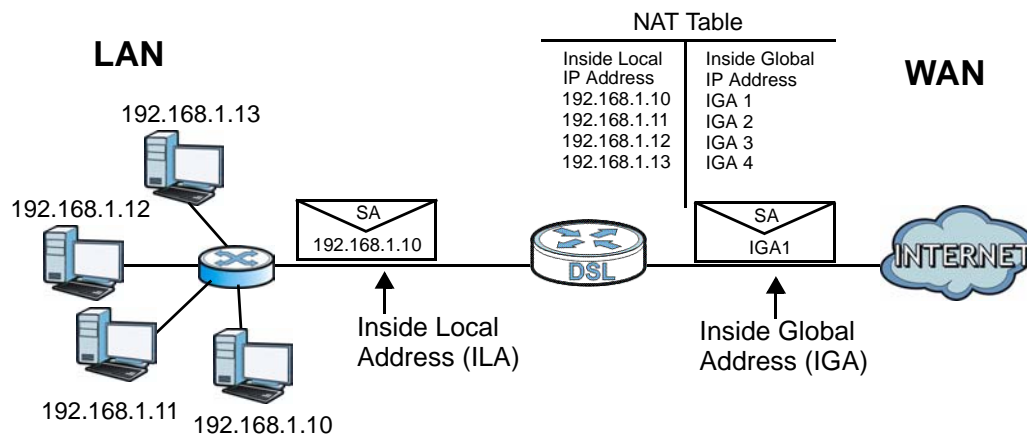 NAT Table
LAN
WAN
Inside Local
IP Address
192.168.1.10
192.168.1.11
192.168.1.12
192.168.1.13
Inside Global
IP Address
IGA 1
IGA 2
IGA 3
IGA 4
192.168.1.13
192.168.1.12
192.168.1.11
192.168.1.10
SA
192.168.1.10
DSL
SA
IGA1
INTERNET
Inside Local
Address (ILA)
Inside Global
Address (IGA)